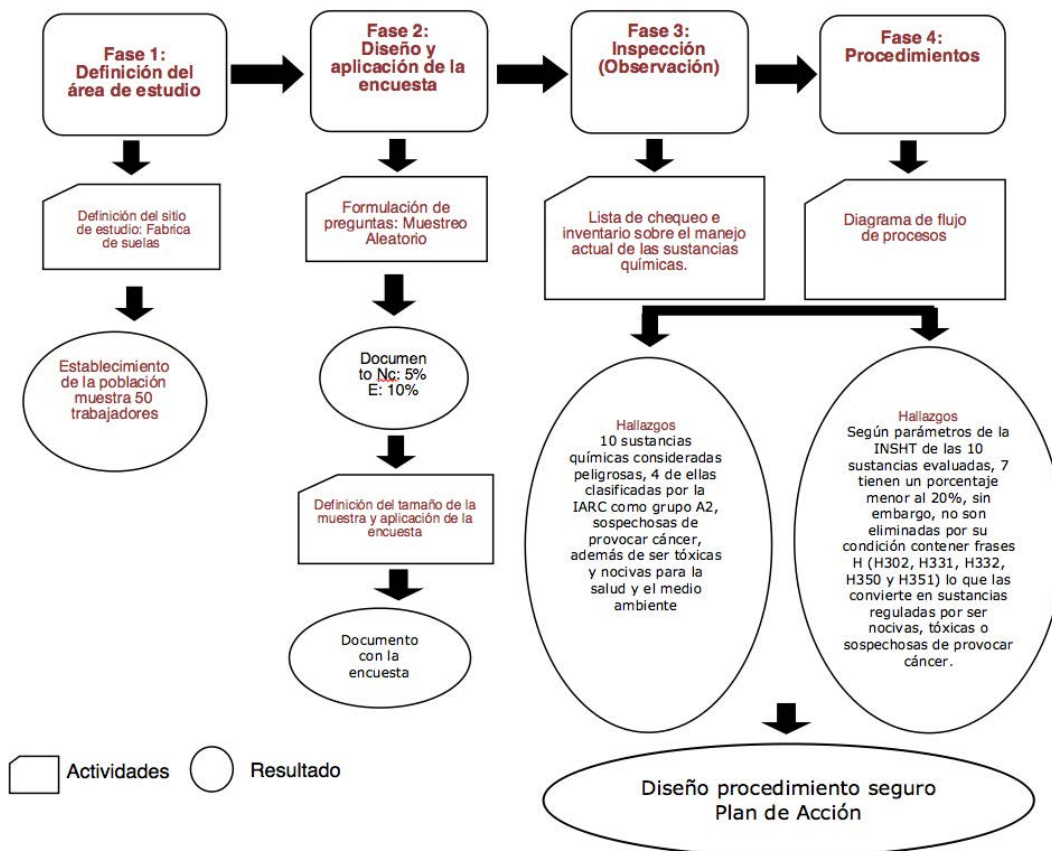 Fase 1:
Definición del
área de estudio
Fase 2:
Diseño y
aplicación de la
encuesta
Fase 3:
Inspección
(Observación)
Fase 4:
Procedimientos
Definición del sitio
de estudio: Fabrica
de suelas
Formulación de
preguntas: Muestreo
Aleatorio
Lista de chequeo e
inventario sobre el manejo
actual de las sustancias
químicas.
Diagrama de flujo
de procesos
Establecimiento
de la población
muestra 50
trabajadores
Documen
to Nc: 5%
E: 10%
Definición del tamaño de la
muestra y aplicación de la
encuesta
Documento
con la
encuesta
Hallazgos
10 sustancias
químicas consideradas
peligrosas, 4 de ellas
clasificadas por la
IARC como grupo A2,
sospechosas de
provocar cáncer,
además de ser tóxicas
y nocivas para la
salud y el medio
ambiente
Hallazgos
Según parámetros de la
INSHT de las 10
sustancias evaluadas, 7
tienen un porcentaje
menor al 20%, sin
embargo, no son
eliminadas por su
condición contener frases
H (H302, H331, H332,
H350 y H351) lo que las
convierte en sustancias
reguladas por ser
nocivas, tóxicas o
sospechosas de provocar
cáncer.
Diseño procedimiento seguro
Plan de Acción
Actividades
Resultado